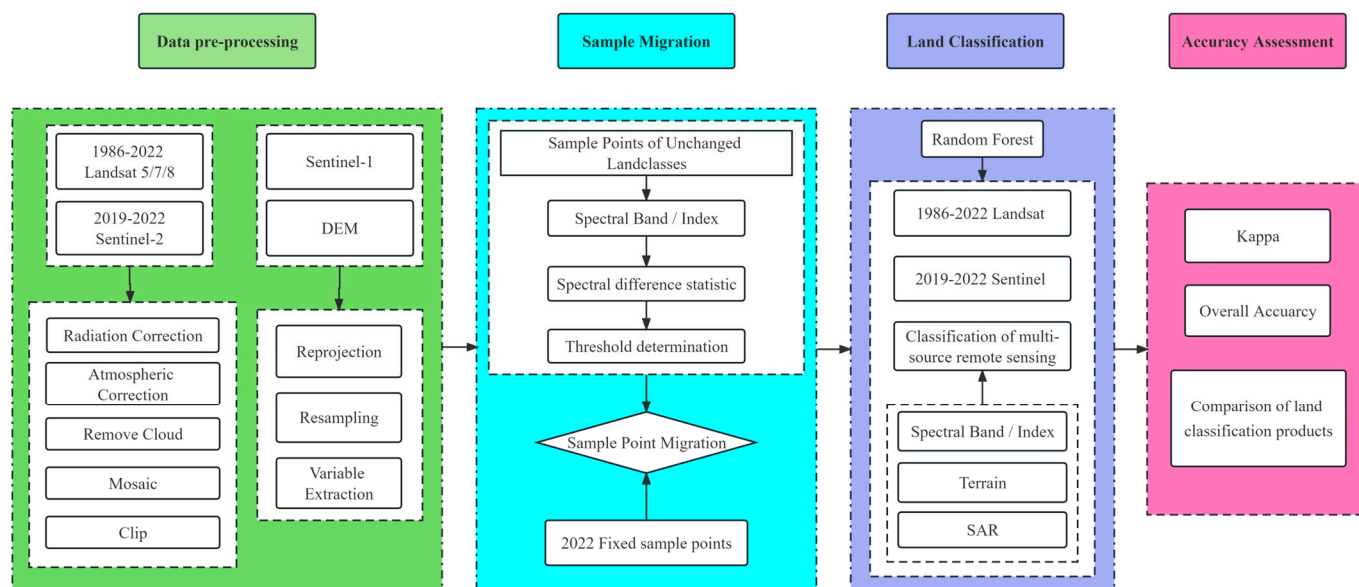 Data pre-processing
Sample Migration
Land Classification
Accuracy Assessment
1986-2022
Landsat 5/7/8
2019-2022
Sentinel-2
Sentinel-1
DEM
Radiation Correction
Atmospheric
Correction
Remove Cloud
Mosaic
Clip
Reprojection
Resampling
Variable
Extraction
Sample Points of Unchanged
Landclasses
Spectral Band / Index
Spectral difference statistic
Threshold determination
Sample Point Migration
2022 Fixed sample points
Random Forest
1986-2022 Landsat
2019-2022 Sentinel
Classification of multi-
source remote sensing
Spectral Band / Index
Terrain
SAR
Kappa
Overall Accuarcy
Comparison of land
classification products